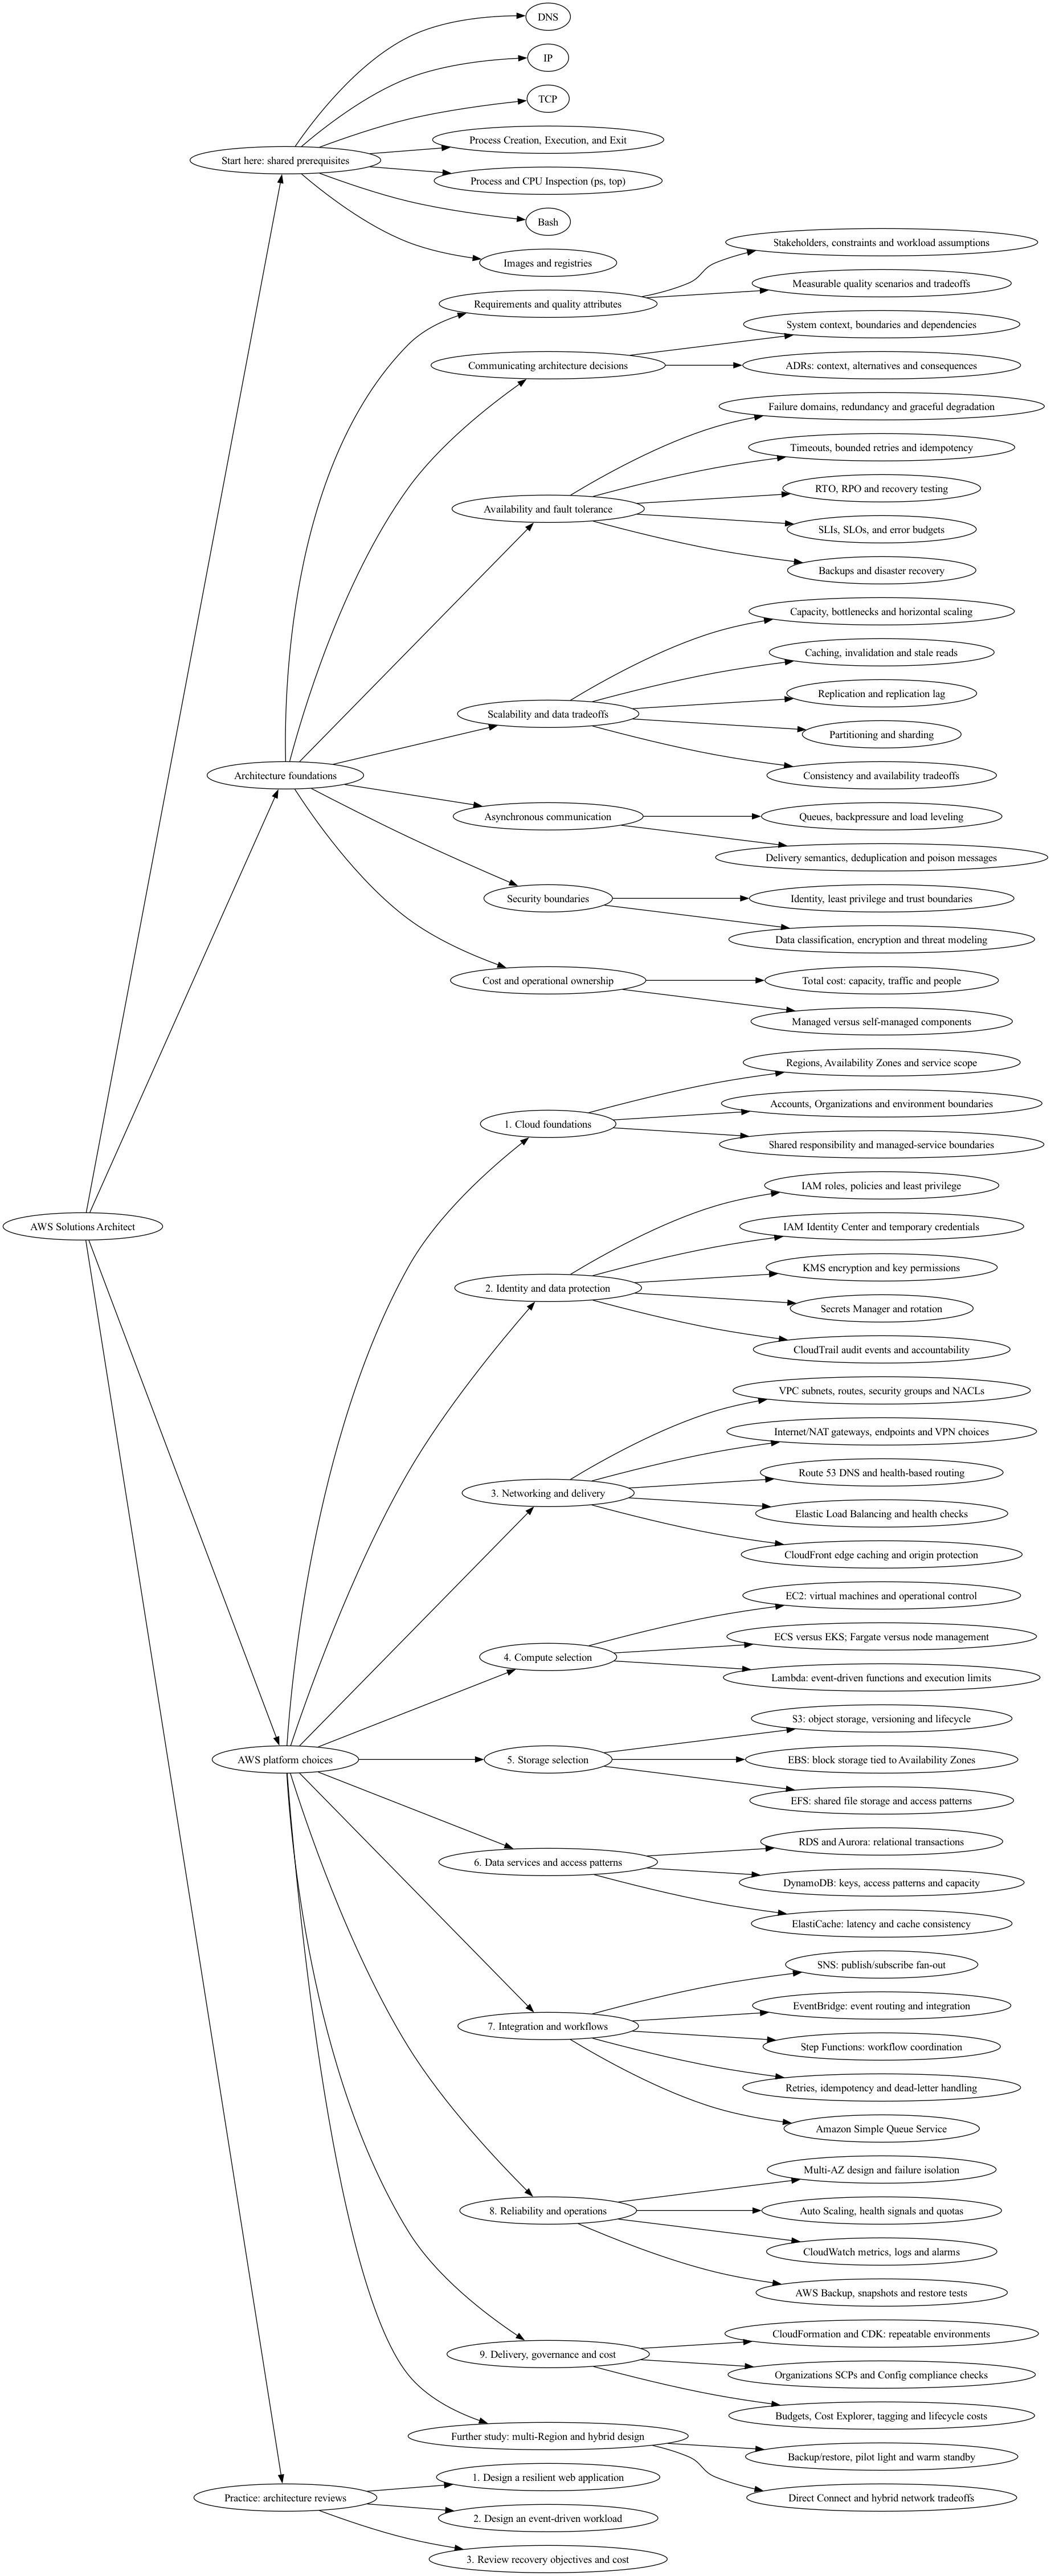 DNS
IP
TCP
Process Creation, Execution, and Exit
Start here: shared prerequisites
Process and CPU Inspection (ps, top)
Bash
Images and registries
Stakeholders, constraints and workload assumptions
Requirements and quality attributes
Measurable quality scenarios and tradeoffs
System context, boundaries and dependencies
Communicating architecture decisions
ADRs: context, alternatives and consequences
Failure domains, redundancy and graceful degradation
Timeouts, bounded retries and idempotency
RTO, RPO and recovery testing
Availability and fault tolerance
SLIs, SLOs, and error budgets
Backups and disaster recovery
Capacity, bottlenecks and horizontal scaling
Caching, invalidation and stale reads
Replication and replication lag
Scalability and data tradeoffs
Partitioning and sharding
Consistency and availability tradeoffs
Architecture foundations
Asynchronous communication
Queues, backpressure and load leveling
Delivery semantics, deduplication and poison messages
Security boundaries
Identity, least privilege and trust boundaries
Data classification, encryption and threat modeling
Cost and operational ownership
Total cost: capacity, traffic and people
Managed versus self-managed components
Regions, Availability Zones and service scope
Accounts, Organizations and environment boundaries
1. Cloud foundations
Shared responsibility and managed-service boundaries
IAM roles, policies and least privilege
AWS Solutions Architect
IAM Identity Center and temporary credentials
KMS encryption and key permissions
2. Identity and data protection
Secrets Manager and rotation
CloudTrail audit events and accountability
VPC subnets, routes, security groups and NACLs
Internet/NAT gateways, endpoints and VPN choices
Route 53 DNS and health-based routing
3. Networking and delivery
Elastic Load Balancing and health checks
CloudFront edge caching and origin protection
EC2: virtual machines and operational control
ECS versus EKS; Fargate versus node management
4. Compute selection
Lambda: event-driven functions and execution limits
S3: object storage, versioning and lifecycle
AWS platform choices
5. Storage selection
EBS: block storage tied to Availability Zones
EFS: shared file storage and access patterns
RDS and Aurora: relational transactions
6. Data services and access patterns
DynamoDB: keys, access patterns and capacity
ElastiCache: latency and cache consistency
SNS: publish/subscribe fan-out
EventBridge: event routing and integration
7. Integration and workflows
Step Functions: workflow coordination
Retries, idempotency and dead-letter handling
Amazon Simple Queue Service
Multi-AZ design and failure isolation
8. Reliability and operations
Auto Scaling, health signals and quotas
CloudWatch metrics, logs and alarms
AWS Backup, snapshots and restore tests
CloudFormation and CDK: repeatable environments
9. Delivery, governance and cost
Organizations SCPs and Config compliance checks
Budgets, Cost Explorer, tagging and lifecycle costs
Further study: multi-Region and hybrid design
Backup/restore, pilot light and warm standby
Direct Connect and hybrid network tradeoffs
1. Design a resilient web application
Practice: architecture reviews
2. Design an event-driven workload
3. Review recovery objectives and cost